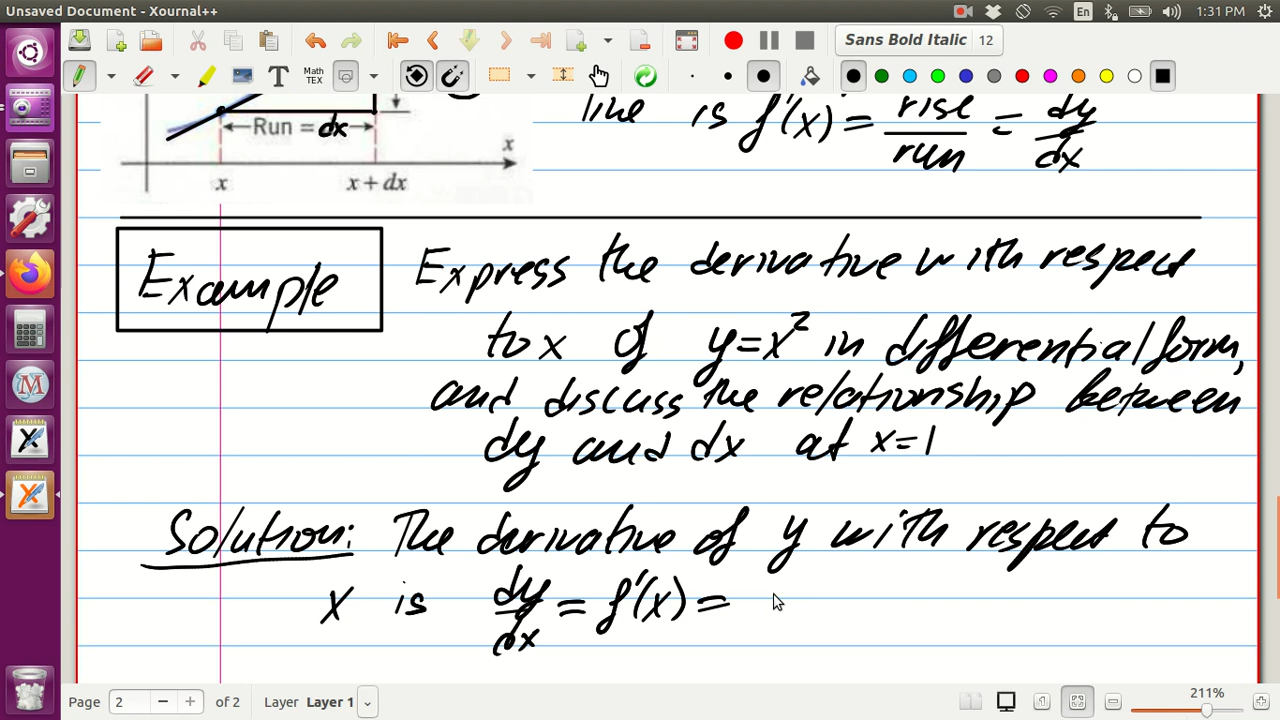 Unsaved Document - Xournal++
En
1:31 PM
Sans Bold Italic 12
T
Math
TEX
Run = dx
x
x
x + dx
line is f'(x) = rise/run = dy/dx
Example
Express the derivative with respect
to x of y=x² in differential form,
and discuss the relationship between
dy and dx at x=1
Solution: The derivative of y with respect to
x is dy/dx = f'(x) =
Page 2 of 2 Layer Layer 1
211%